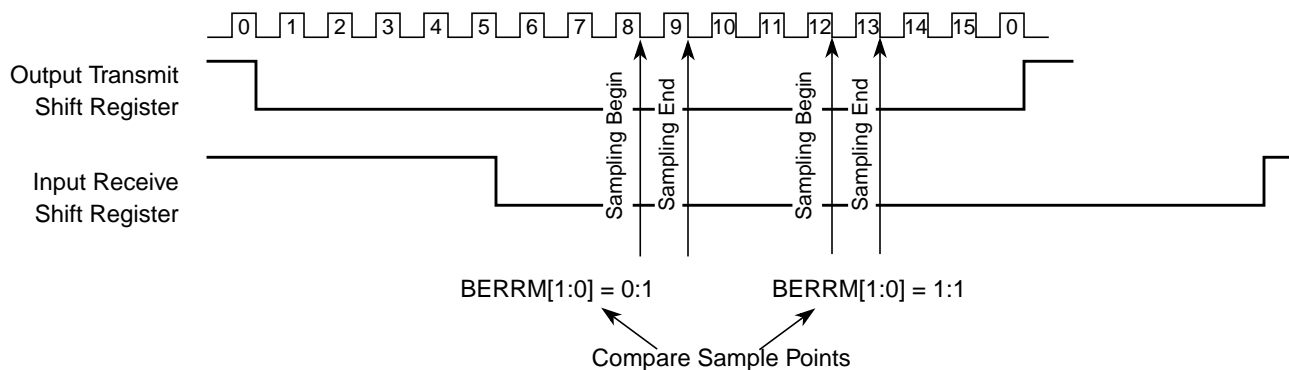 0 1 2 3 4 5 6 7 8 9 10 11 12 13 14 15 0
Output Transmit
Shift Register
Input Receive
Shift Register
Sampling Begin
Sampling End
Sampling Begin
Sampling End
BERRM[1:0] = 0:1
BERRM[1:0] = 1:1
Compare Sample Points